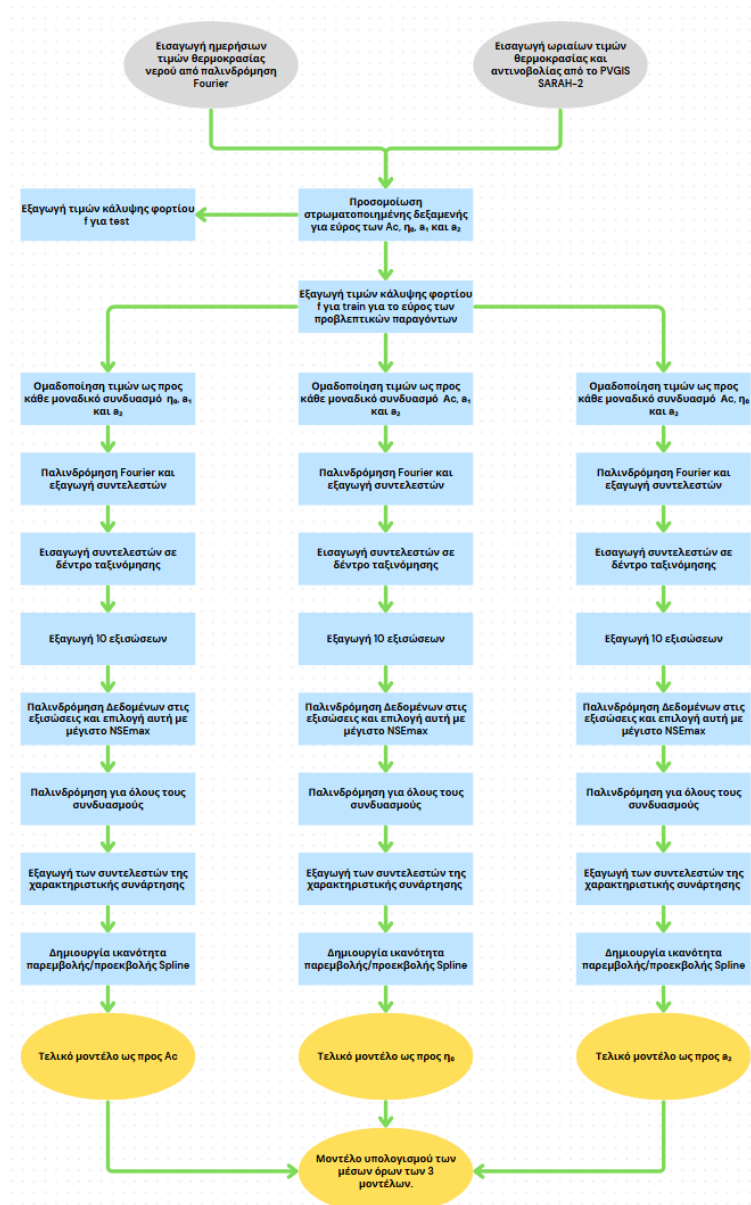 Εισαγωγή ημερήσιων
τιμών θερμοκρασίας
νερού από παλινδρόμηση
Fourier
Εισαγωγή ωριαίων τιμών
θερμοκρασίας και
αντινοβολίας από το PVGIS
SARAH-2
Εξαγωγή τιμών κάλυψης φορτίου
f για test
Προσομοίωση
στρωματοποιημένης δεξαμενής
για εύρος των Ac, η₀, a₁ και a₂
Εξαγωγή τιμών κάλυψης φορτίου
f για train για το εύρος των
προβλεπτικών παραγόντων
Ομαδοποίηση τιμών ως προς
κάθε μοναδικό συνδυασμό η₀, a₁
και a₂
Ομαδοποίηση τιμών ως προς
κάθε μοναδικό συνδυασμό Ac, a₁
και a₂
Ομαδοποίηση τιμών ως προς
κάθε μοναδικό συνδυασμό Ac, η₀
και a₂
Παλινδρόμηση Fourier και
εξαγωγή συντελεστών
Παλινδρόμηση Fourier και
εξαγωγή συντελεστών
Παλινδρόμηση Fourier και
εξαγωγή συντελεστών
Εισαγωγή συντελεστών σε
δέντρο ταξινόμησης
Εισαγωγή συντελεστών σε
δέντρο ταξινόμησης
Εισαγωγή συντελεστών σε
δέντρο ταξινόμησης
Εξαγωγή 10 εξισώσεων
Εξαγωγή 10 εξισώσεων
Εξαγωγή 10 εξισώσεων
Παλινδρόμηση Δεδομένων στις
εξισώσεις και επιλογή αυτή με
μέγιστο NSEmax
Παλινδρόμηση Δεδομένων στις
εξισώσεις και επιλογή αυτή με
μέγιστο NSEmax
Παλινδρόμηση Δεδομένων στις
εξισώσεις και επιλογή αυτή με
μέγιστο NSEmax
Παλινδρόμηση για όλους τους
συνδυασμούς
Παλινδρόμηση για όλους τους
συνδυασμούς
Παλινδρόμηση για όλους τους
συνδυασμούς
Εξαγωγή των συντελεστών της
χαρακτηριστικής συνάρτησης
Εξαγωγή των συντελεστών της
χαρακτηριστικής συνάρτησης
Εξαγωγή των συντελεστών της
χαρακτηριστικής συνάρτησης
Δημιουργία ικανότητα
παρεμβολής/προεκβολής Spline
Δημιουργία ικανότητα
παρεμβολής/προεκβολής Spline
Δημιουργία ικανότητα
παρεμβολής/προεκβολής Spline
Τελικό μοντέλο ως προς Ac
Τελικό μοντέλο ως προς η₀
Τελικό μοντέλο ως προς a₂
Μοντέλο υπολογισμού των
μέσων όρων των 3
μοντέλων.